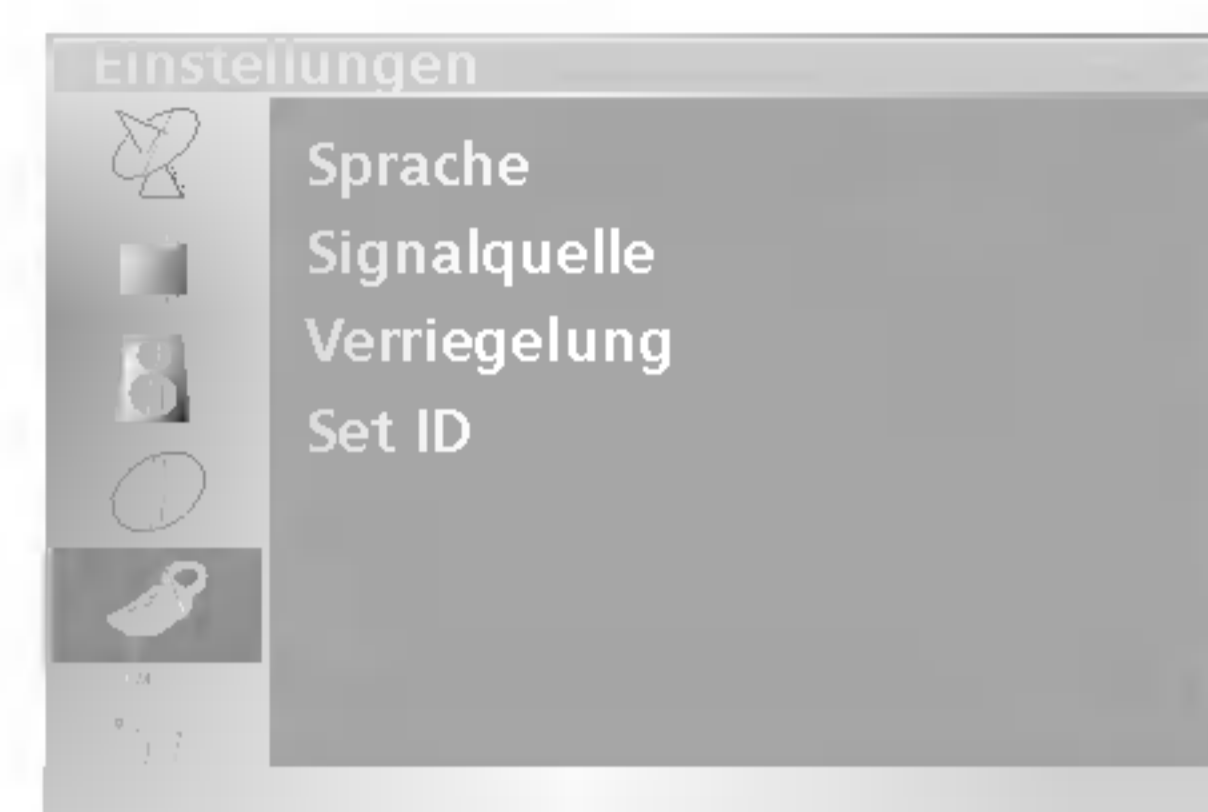 Einstellungen
Sprache
Signalquelle
Verriegelung
Set ID